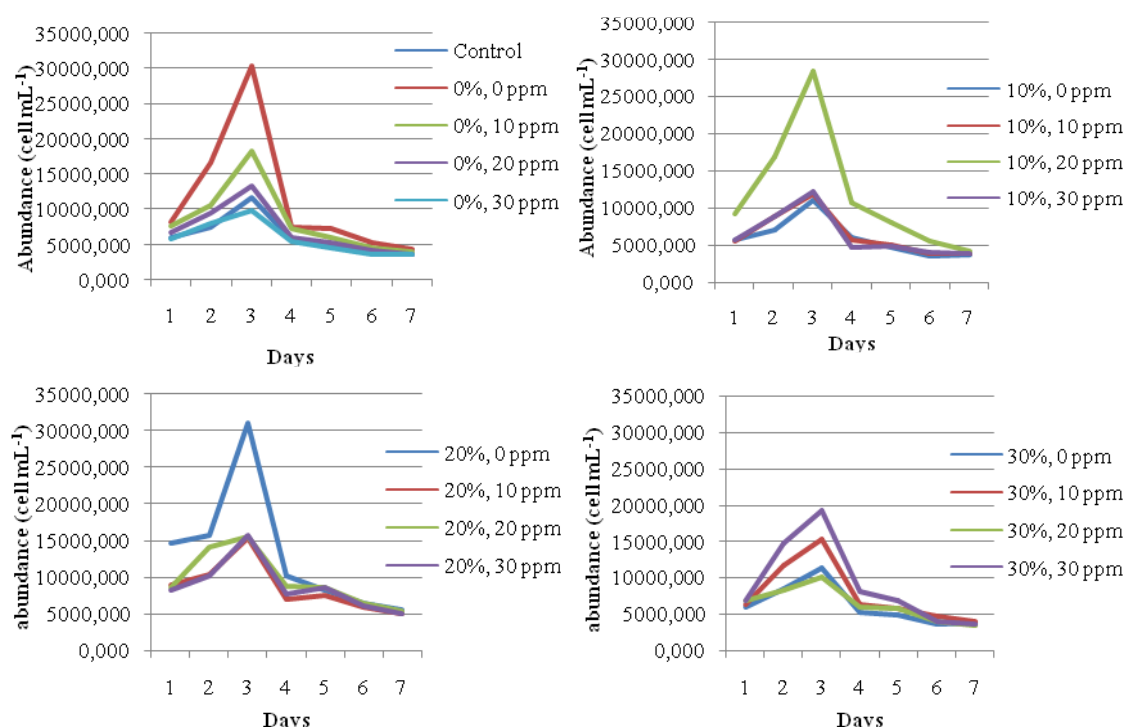 Abundance (cell mL-1)
35000,000
30000,000
25000,000
20000,000
15000,000
10000,000
5000,000
0,000
1 2 3 4 5 6 7
Days
Control
0%, 0 ppm
0%, 10 ppm
0%, 20 ppm
0%, 30 ppm
Abundance (cell mL-1)
35000,000
30000,000
25000,000
20000,000
15000,000
10000,000
5000,000
0,000
1 2 3 4 5 6 7
Days
10%, 0 ppm
10%, 10 ppm
10%, 20 ppm
10%, 30 ppm
abundance (cell mL-1)
35000,000
30000,000
25000,000
20000,000
15000,000
10000,000
5000,000
0,000
1 2 3 4 5 6 7
Days
20%, 0 ppm
20%, 10 ppm
20%, 20 ppm
20%, 30 ppm
abundance (cell mL-1)
35000,000
30000,000
25000,000
20000,000
15000,000
10000,000
5000,000
0,000
1 2 3 4 5 6 7
Days
30%, 0 ppm
30%, 10 ppm
30%, 20 ppm
30%, 30 ppm